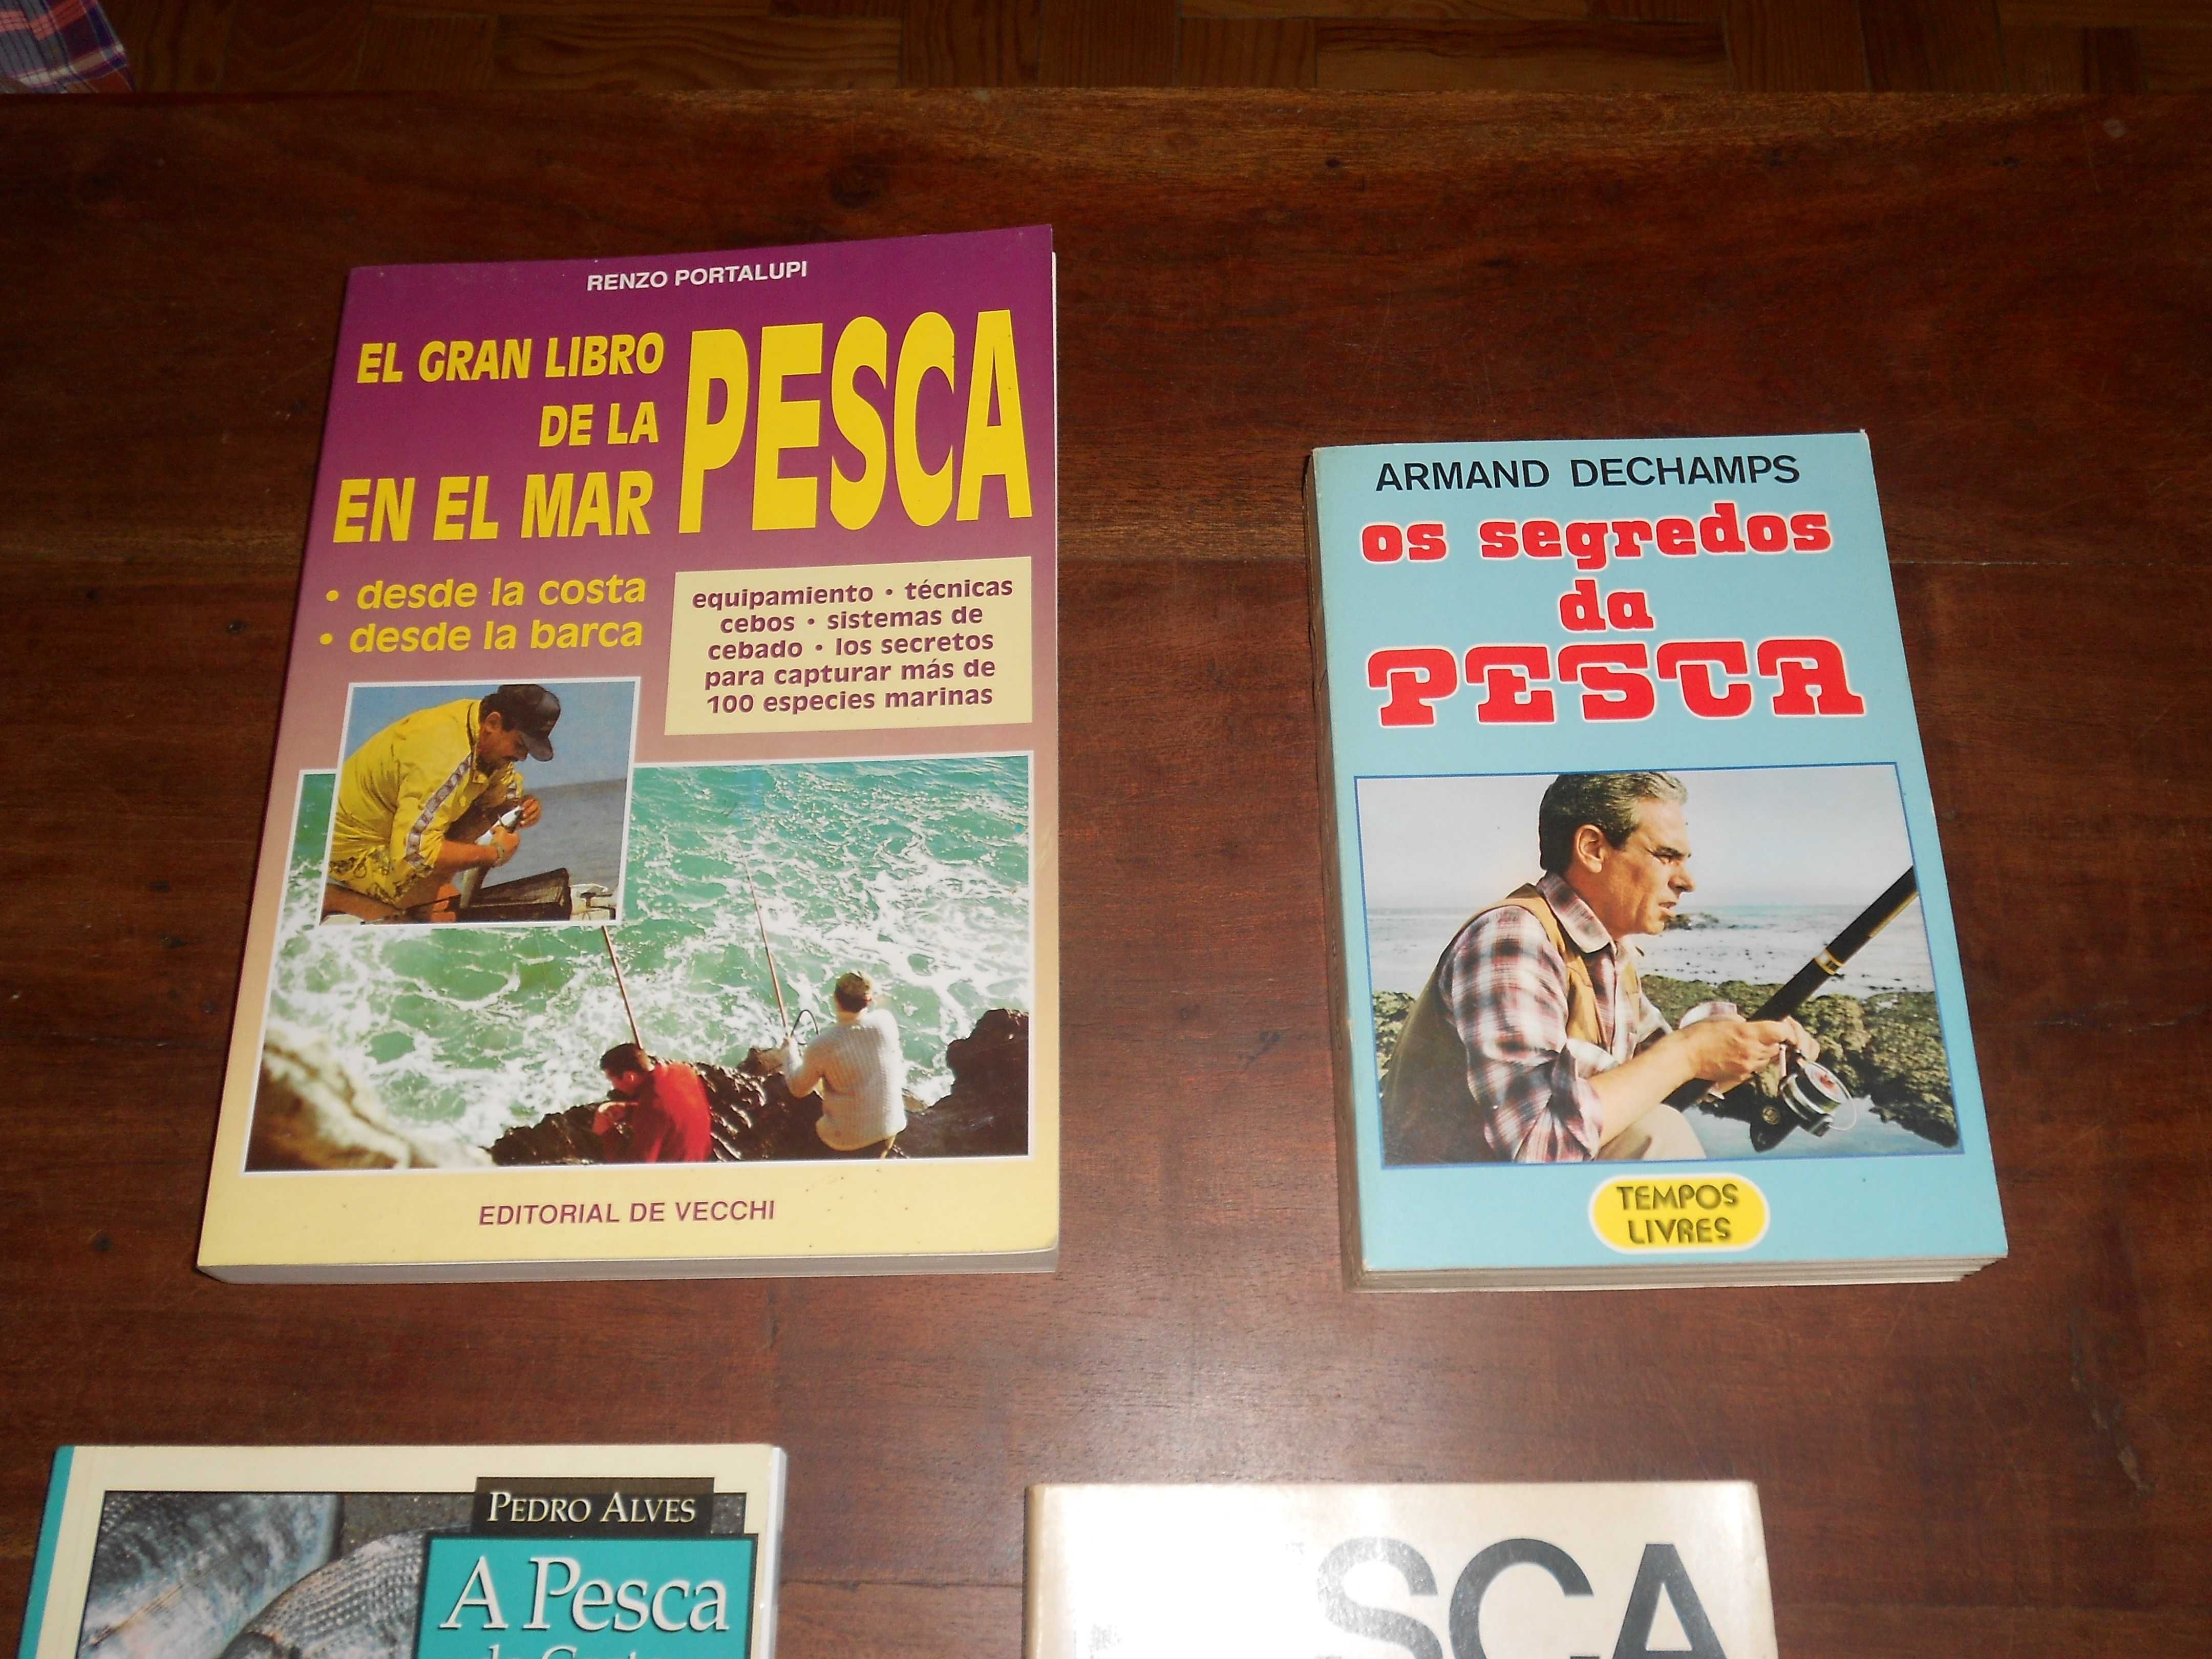 RENZO PORTALUPI
EL GRAN LIBRO
DE LA
EN EL MAR
PESCA
• desde la costa
• desde la barca
equipamiento • técnicas
cebos • sistemas de
cebado • los secretos
para capturar más de
100 especies marinas
EDITORIAL DE VECCHI
ARMAND DECHAMPS
os segredos
da
PESCA
TEMPOS
LIVRES
PEDRO ALVES
A PESCA